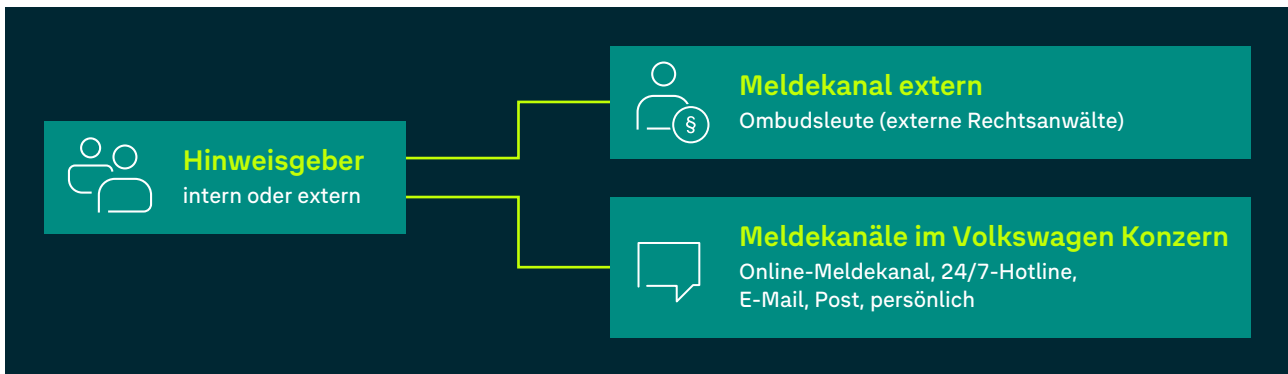 Hinweisgeber
intern oder extern
Meldekanal extern
§
Ombudsleute (externe Rechtsanwälte)
Meldekanäle im Volkswagen Konzern
Online-Meldekanal, 24/7-Hotline,
E-Mail, Post, persönlich